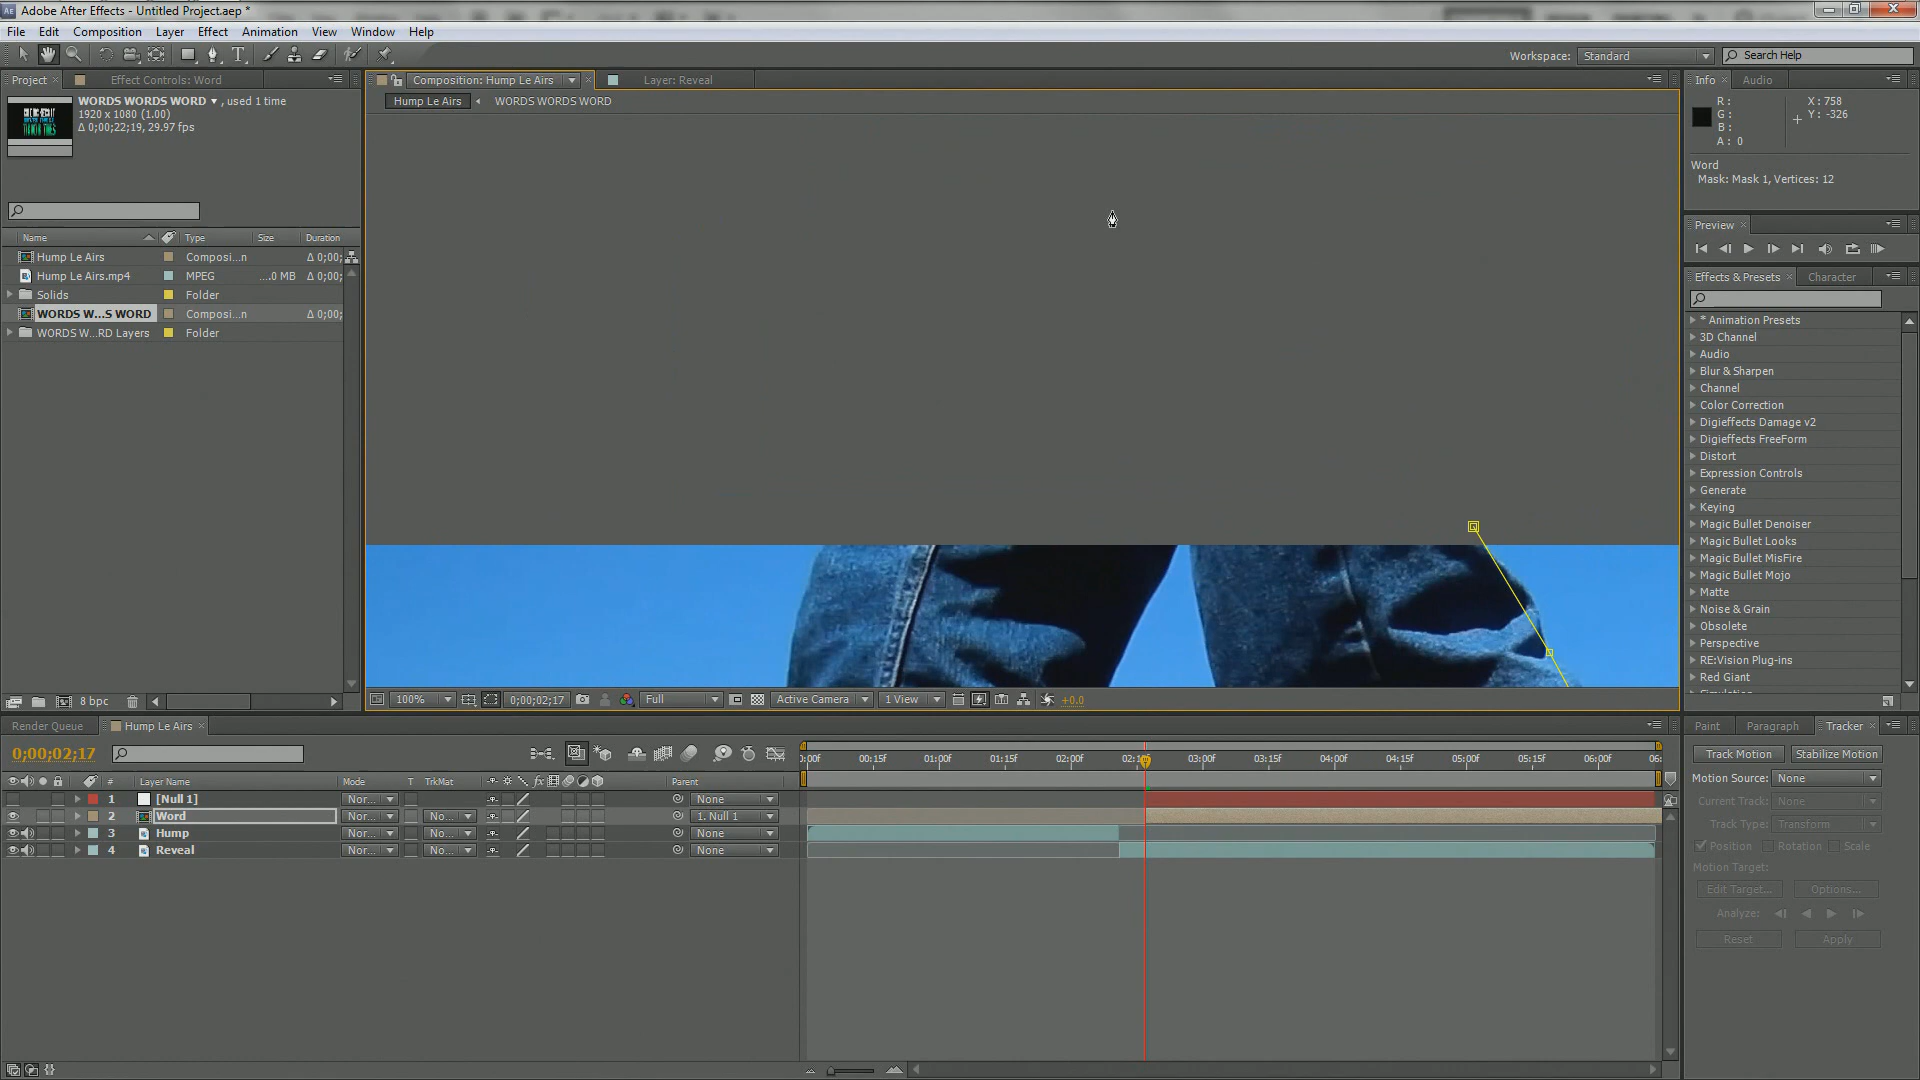 Adobe After Effects - Untitled Project.aep *
File Edit Composition Layer Effect Animation View Window Help
Workspace: Standard Search Help
Project Effect Controls: Word
Composition: Hump Le Airs Layer: Reveal
Info Audio
WORDS WORDS WORD , used 1 time
1920 x 1080 (1.00)
Δ 0;00;22;19, 29.97 fps
Hump Le Airs WORDS WORDS WORD
R: X: 758
G: Y: -326
B:
A: 0
Word
Mask: Mask 1, Vertices: 12
Preview
Effects & Presets Character
Name Type Size Duration
Hump Le Airs Composi...n Δ 0;00;
Hump Le Airs.mp4 MPEG ....0 MB Δ 0;00;
Solids Folder
WORDS W...S WORD Composi...n Δ 0;00;
WORDS W...RD Layers Folder
* Animation Presets
3D Channel
Audio
Blur & Sharpen
Channel
Color Correction
Digieffects Damage v2
Digieffects FreeForm
Distort
Expression Controls
Generate
Keying
Magic Bullet Denoiser
Magic Bullet Looks
Magic Bullet MisFire
Magic Bullet Mojo
Matte
Noise & Grain
Obsolete
Perspective
RE:Vision Plug-ins
Red Giant
8 bpc
100% 0;00;02;17 Full Active Camera 1 View +0.0
Render Queue Hump Le Airs
Paint Paragraph Tracker
0;00;02;17
):00f 00:15f 01:00f 01:15f 02:00f 02:1 03:00f 03:15f 04:00f 04:15f 05:00f 05:15f 06:00f 06:
# Layer Name Mode T TrkMat Parent
1 [Null 1] Nor... None
2 Word Nor... No... 1. Null 1
3 Hump Nor... No... None
4 Reveal Nor... No... None
Track Motion Stabilize Motion
Motion Source: None
Current Track: None
Track Type: Transform
Position Rotation Scale
Motion Target:
Edit Target... Options...
Analyze:
Reset Apply